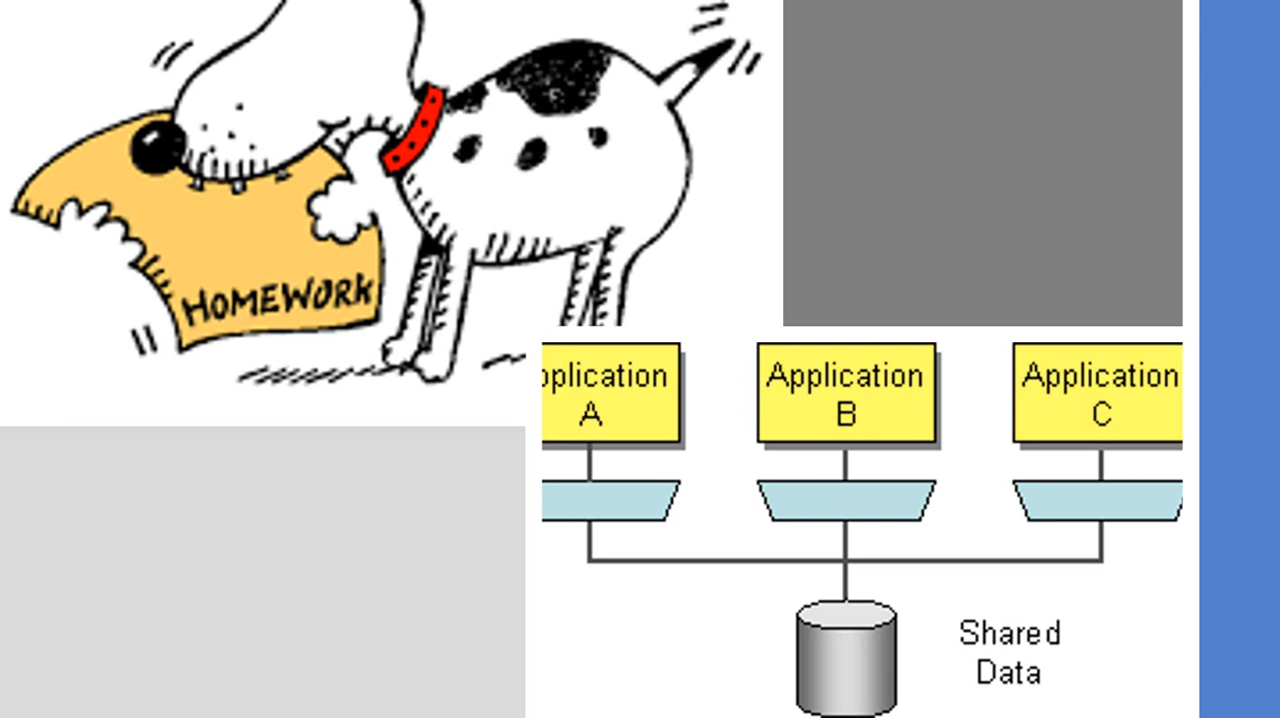 HOMEWORK
pplication
A
Application
B
Application
C
Shared
Data